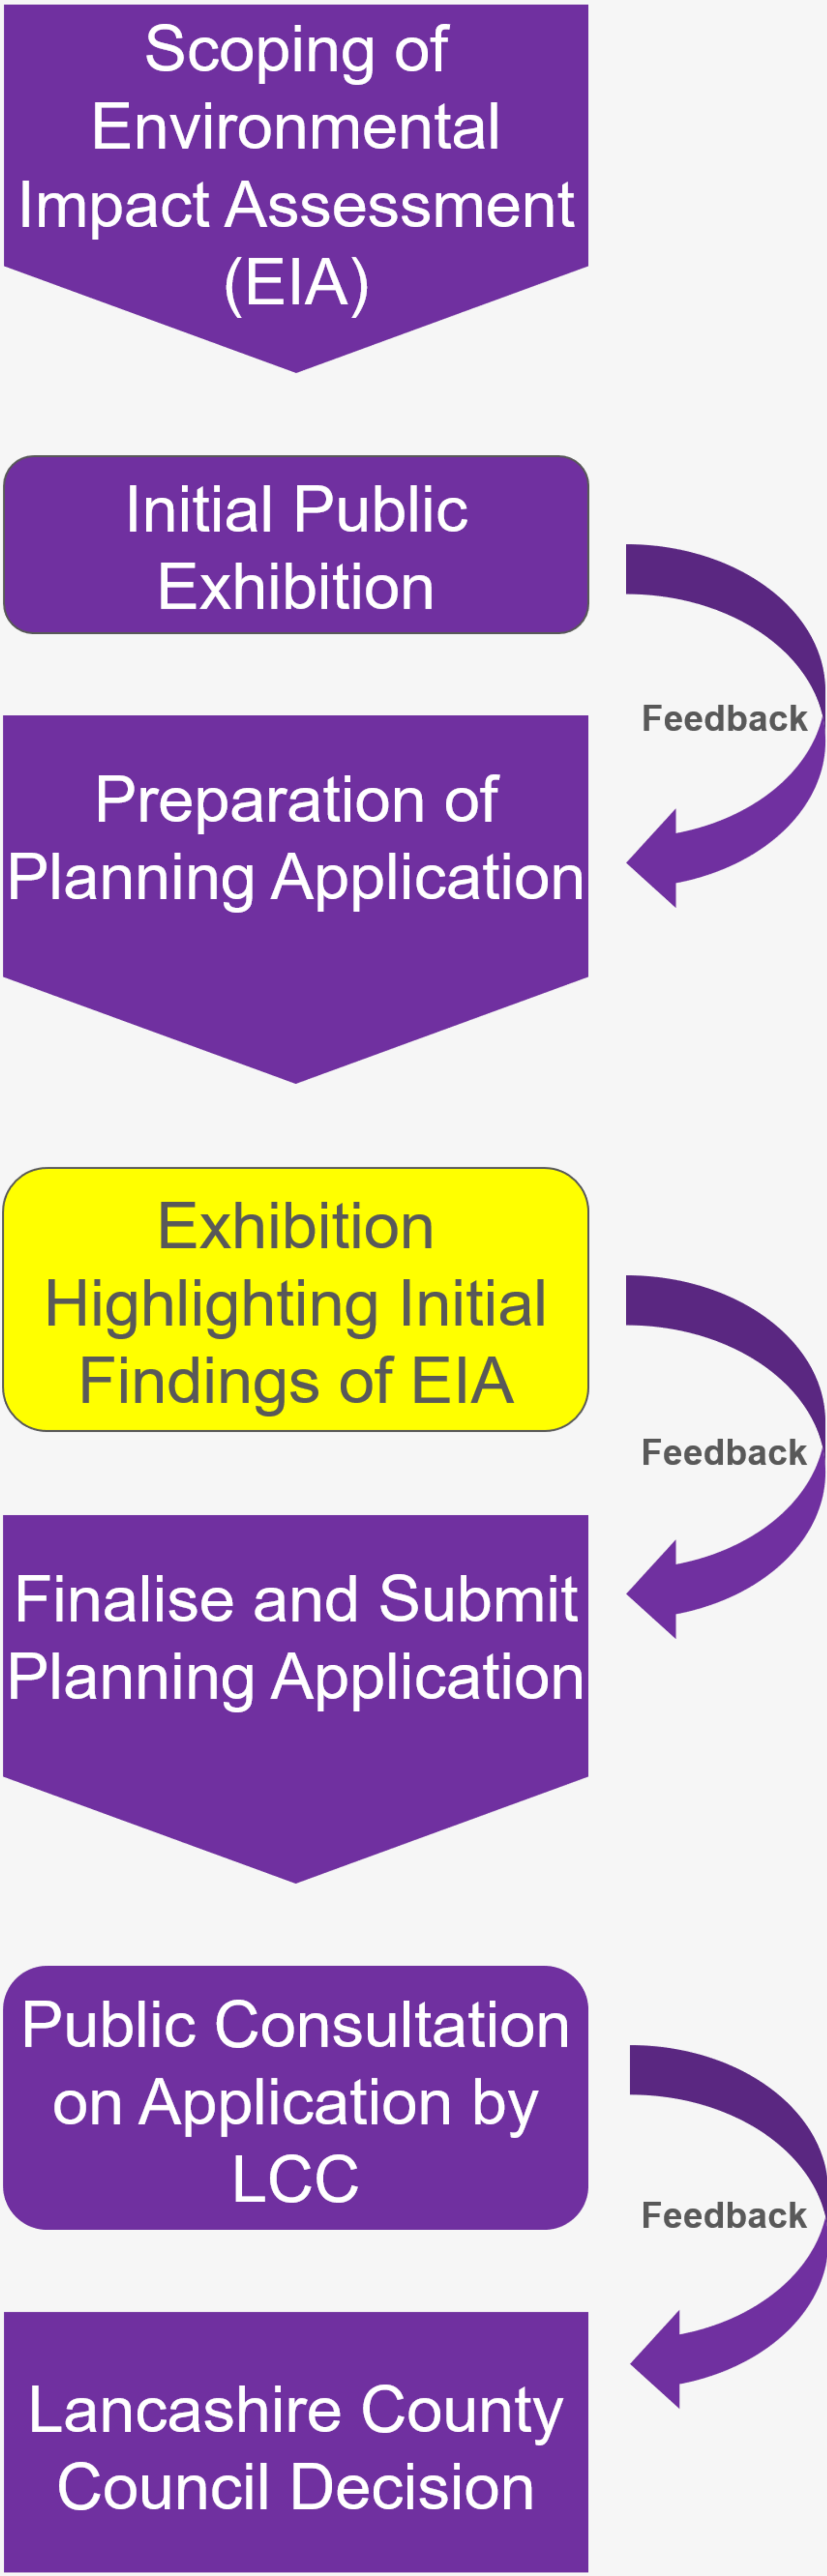 Scoping of
Environmental
Impact Assessment
(EIA)
Initial Public
Exhibition
Feedback
Preparation of
Planning Application
Exhibition
Highlighting Initial
Findings of EIA
Feedback
Finalise and Submit
Planning Application
Public Consultation
on Application by
LCC
Feedback
Lancashire County
Council Decision